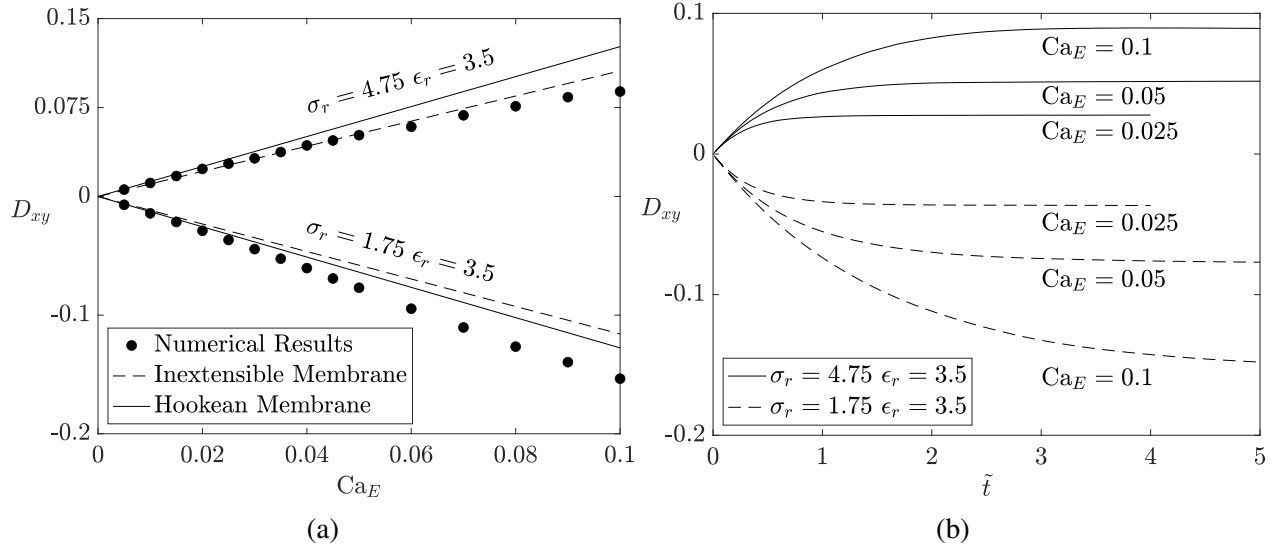 0.15
0.075
0
-0.1
-0.2
D_{xy}
σ_r = 4.75 ϵ_r = 3.5
σ_r = 1.75 ϵ_r = 3.5
Numerical Results
Inextensible Membrane
Hookean Membrane
0 0.02 0.04 0.06 0.08 0.1
Ca_E
(a)
0.1
0
-0.1
-0.2
D_{xy}
Ca_E = 0.1
Ca_E = 0.05
Ca_E = 0.025
Ca_E = 0.025
Ca_E = 0.05
Ca_E = 0.1
σ_r = 4.75 ϵ_r = 3.5
σ_r = 1.75 ϵ_r = 3.5
0 1 2 3 4 5
t̃
(b)